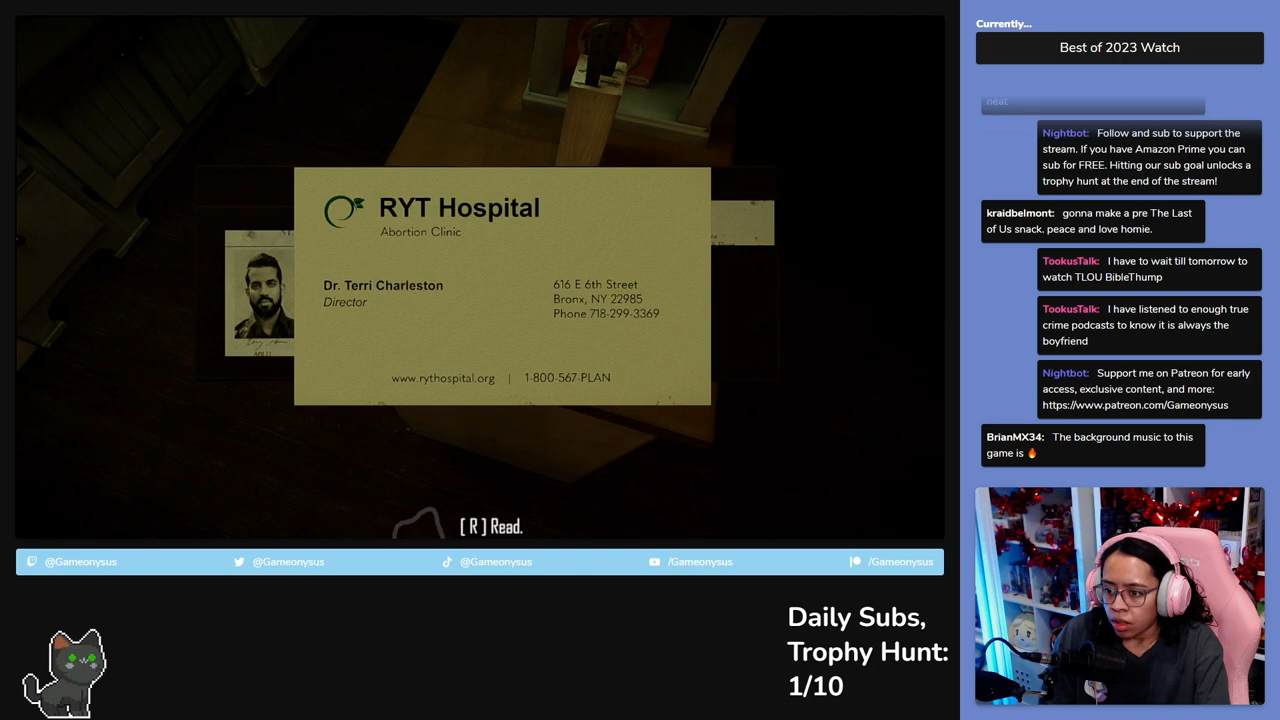 RYT Hospital
Abortion Clinic
Dr. Terri Charleston
Director
616 E 6th Street
Bronx, NY 22985
Phone 718-299-3369
www.rythospital.org | 1-800-567-PLAN
[ R ] Read.
@Gameonysus
@Gameonysus
@Gameonysus
/Gameonysus
/Gameonysus
Daily Subs,
Trophy Hunt:
1/10
Currently...
Best of 2023 Watch
neat
Nightbot: Follow and sub to support the
stream. If you have Amazon Prime you can
sub for FREE. Hitting our sub goal unlocks a
trophy hunt at the end of the stream!
kraidbelmont: gonna make a pre The Last
of Us snack. peace and love homie.
TookusTalk: I have to wait till tomorrow to
watch TLOU BibleThump
TookusTalk: I have listened to enough true
crime podcasts to know it is always the
boyfriend
Nightbot: Support me on Patreon for early
access, exclusive content, and more:
https://www.patreon.com/Gameonysus
BrianMX34: The background music to this
game is 🔥